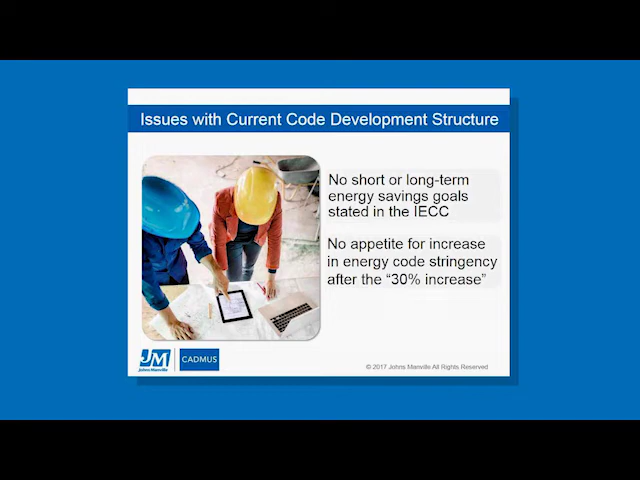 Issues with Current Code Development Structure
No short or long-term
energy savings goals
stated in the IECC
No appetite for increase
in energy code stringency
after the “30% increase”
JM
Johns Manville
CADMUS
© 2017 Johns Manville All Rights Reserved